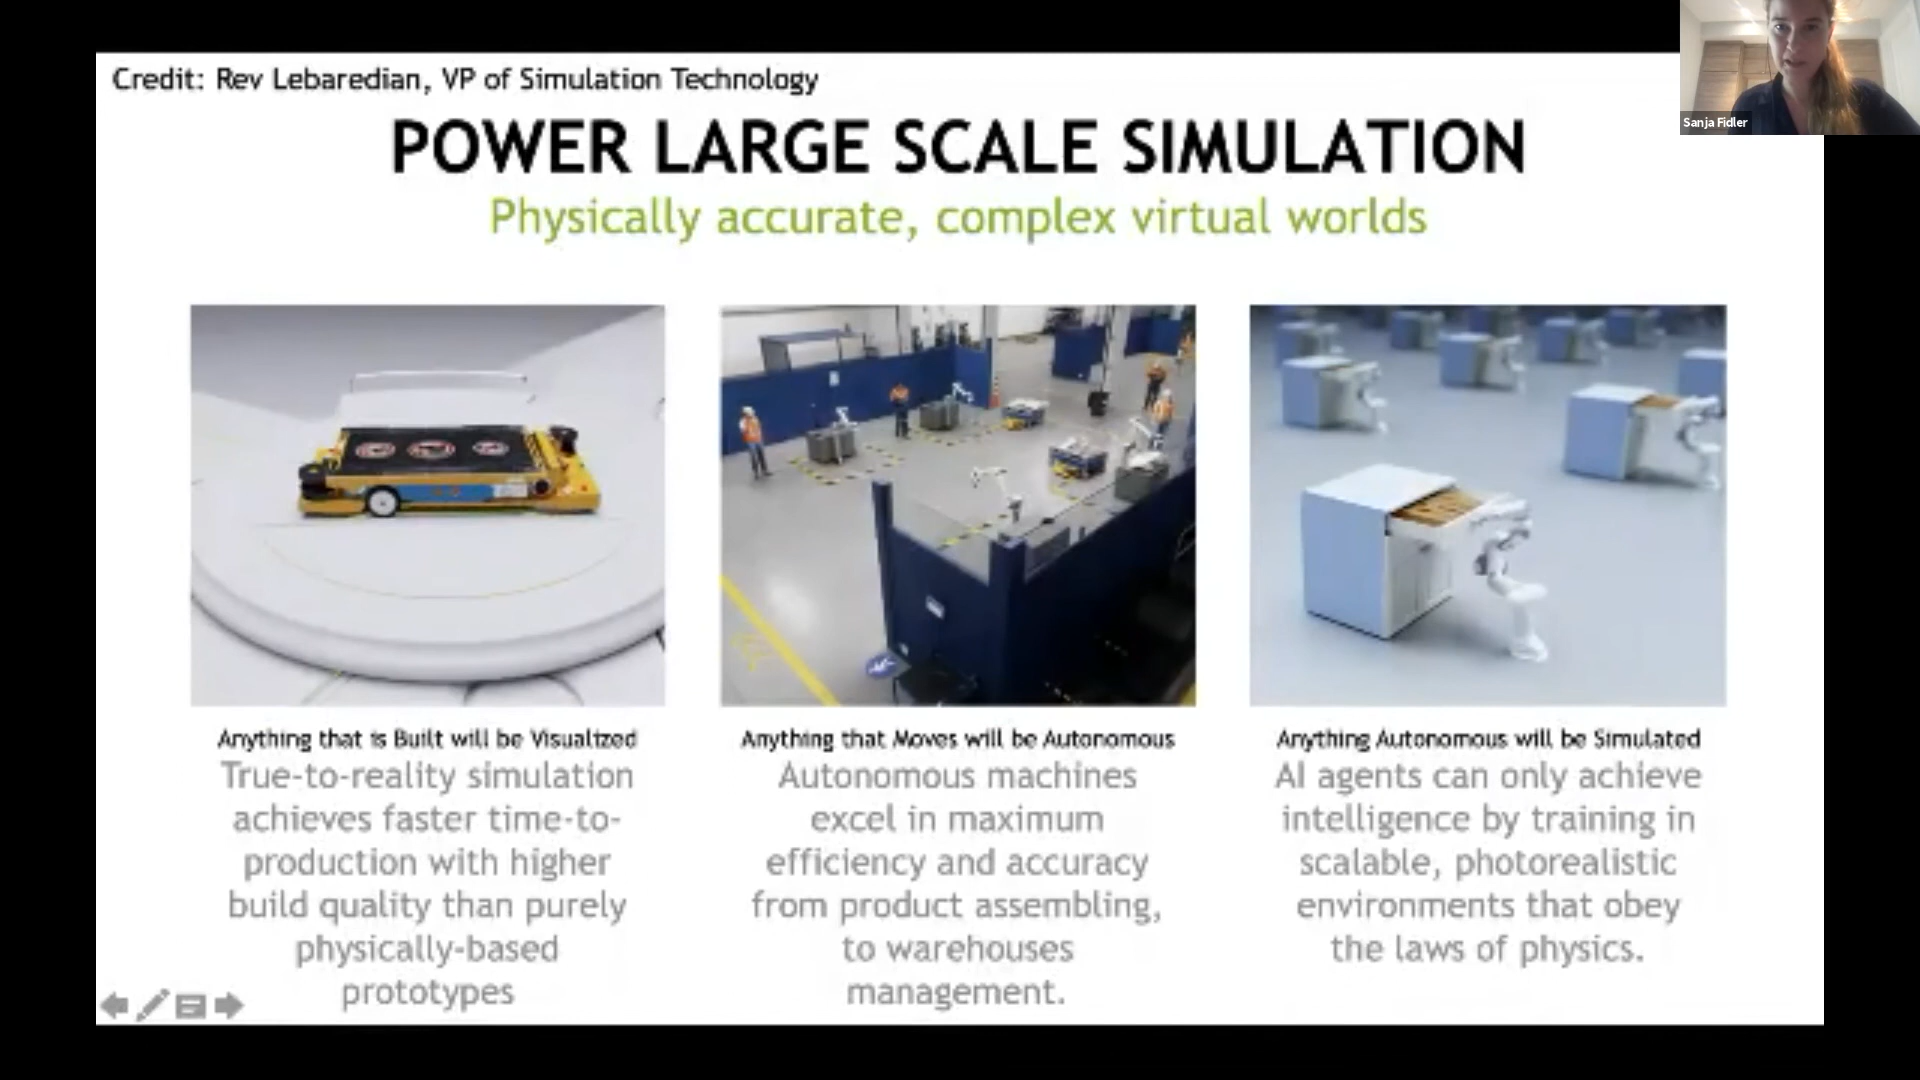 Credit: Rev Lebaredian, VP of Simulation Technology
Sanja Fidler
POWER LARGE SCALE SIMULATION
Physically accurate, complex virtual worlds
Anything that is Built will be Visualized
True-to-reality simulation
achieves faster time-to-
production with higher
build quality than purely
physically-based
prototypes
Anything that Moves will be Autonomous
Autonomous machines
excel in maximum
efficiency and accuracy
from product assembling,
to warehouses
management.
Anything Autonomous will be Simulated
AI agents can only achieve
intelligence by training in
scalable, photorealistic
environments that obey
the laws of physics.